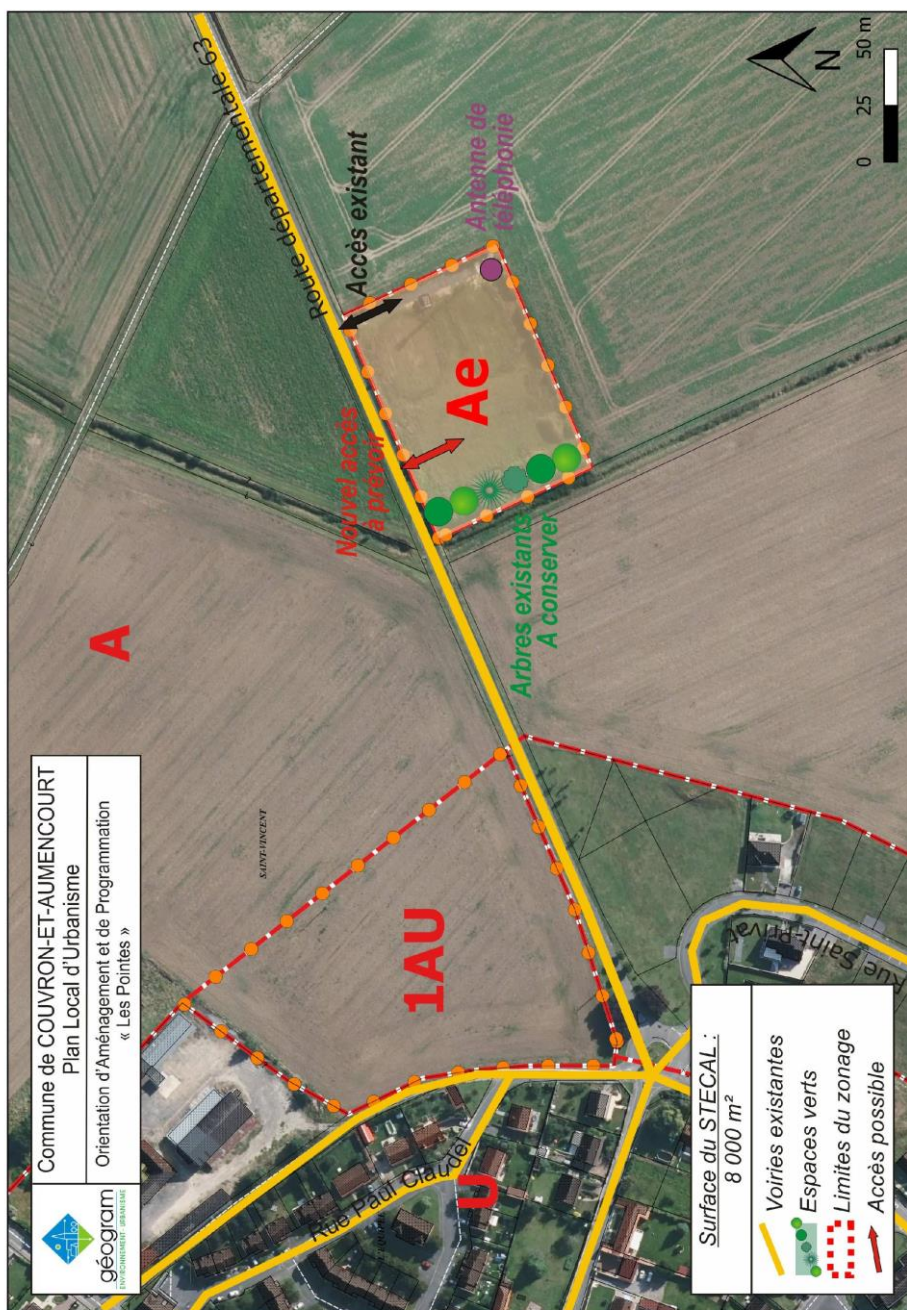 Commune de COUVRON-ET-AUMENCOURT
Plan Local d'Urbanisme
Orientation d'Aménagement et de Programmation
« Les Pointes »
géogram
ENVIRONNEMENT - URBANISME
A
SAINT-VINCENT
Route départementale 63
Nouvel accès
à prévoir
Accès existant
Ae
Antenne de
téléphonie
Arbres existants
A conserver
1AU
U
Rue Paul Claudel
Rue Saint-Privat
N
0 25 50 m
Surface du STECAL :
8 000 m²
Voiries existantes
Espaces verts
Limites du zonage
Accès possible